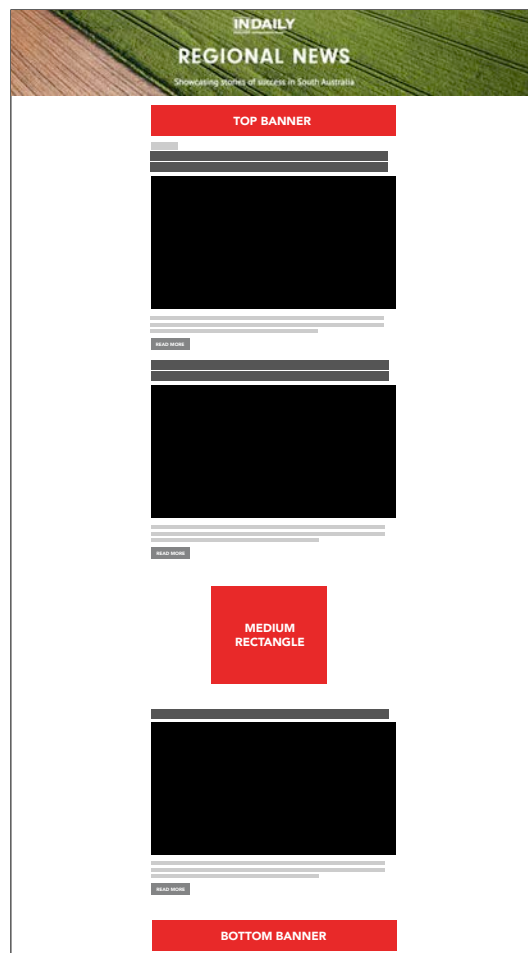 INDAILY
REGIONAL NEWS
Showcasing stories of success in South Australia
TOP BANNER
READ MORE
READ MORE
MEDIUM
RECTANGLE
READ MORE
BOTTOM BANNER